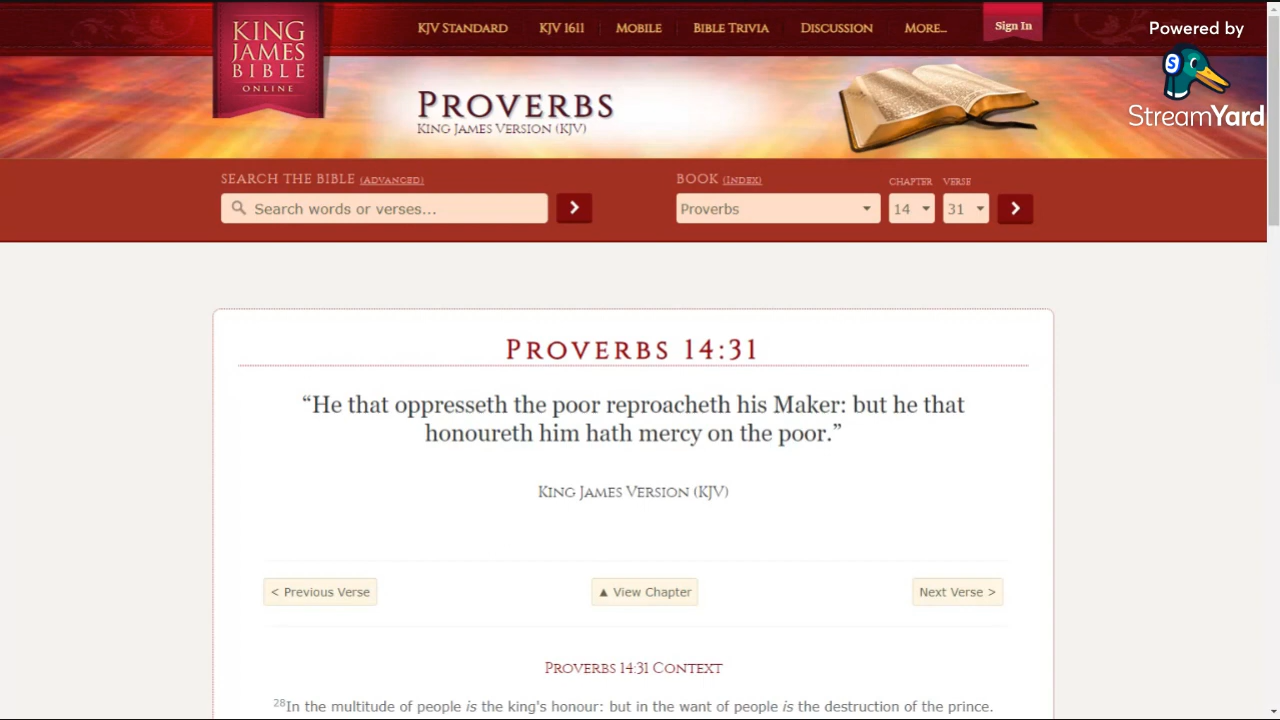 KING
JAMES
BIBLE
ONLINE
KJV STANDARD KJV 1611 MOBILE BIBLE TRIVIA DISCUSSION MORE... Sign In
Powered by
S
StreamYard
PROVERBS
KING JAMES VERSION (KJV)
SEARCH THE BIBLE (ADVANCED) BOOK (INDEX) CHAPTER VERSE
Search words or verses... Proverbs 14 31
PROVERBS 14:31
“He that oppresseth the poor reproacheth his Maker: but he that
honoureth him hath mercy on the poor.”
KING JAMES VERSION (KJV)
< Previous Verse ▲ View Chapter Next Verse >
PROVERBS 14:31 CONTEXT
28In the multitude of people is the king's honour: but in the want of people is the destruction of the prince.